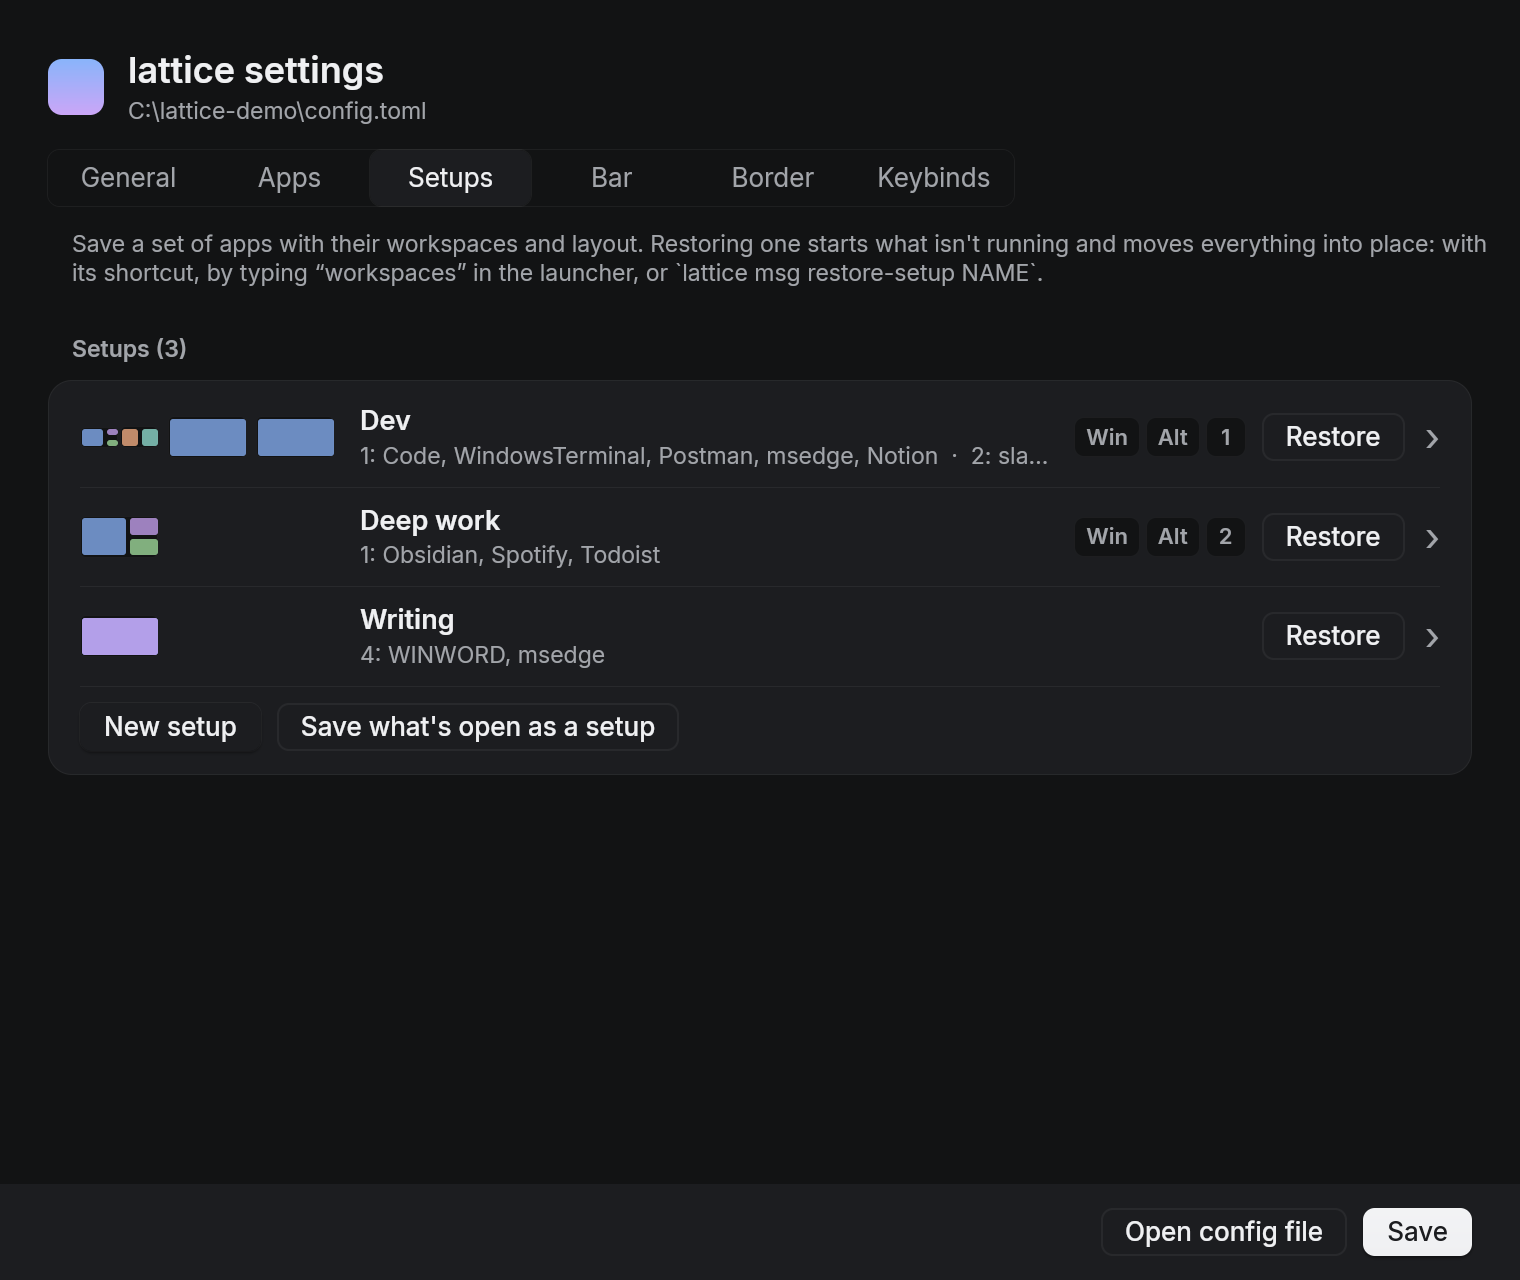 lattice settings
C:\lattice-demo\config.toml
General Apps Setups Bar Border Keybinds
Save a set of apps with their workspaces and layout. Restoring one starts what isn't running and moves everything into place: with
its shortcut, by typing “workspaces” in the launcher, or `lattice msg restore-setup NAME`.
Setups (3)
Dev
1: Code, WindowsTerminal, Postman, msedge, Notion · 2: sla...
Win Alt 1 Restore
Deep work
1: Obsidian, Spotify, Todoist
Win Alt 2 Restore
Writing
4: WINWORD, msedge
Restore
New setup Save what's open as a setup
Open config file Save